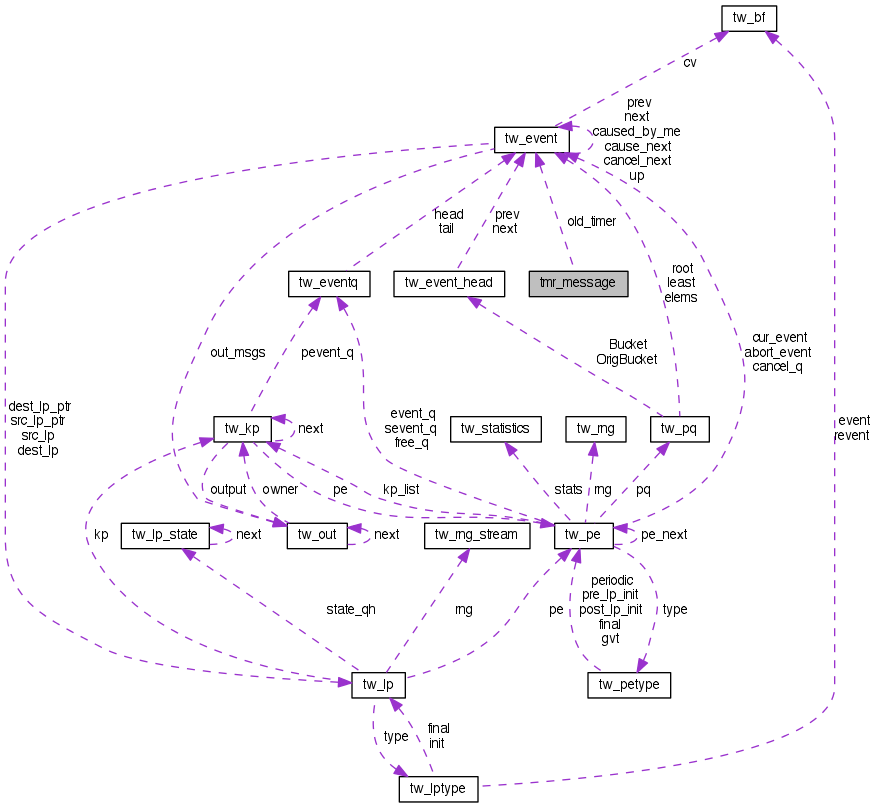 tw_bf
cv
prev
next
caused_by_me
cause_next
cancel_next
up
tw_event
head
tail
prev
next
old_timer
tw_eventq
tw_event_head
tmr_message
root
least
elems
out_msgs
pevent_q
Bucket
OrigBucket
cur_event
abort_event
cancel_q
dest_lp_ptr
src_lp_ptr
src_lp
dest_lp
tw_kp
next
event_q
sevent_q
free_q
tw_statistics
tw_rng
tw_pq
event
revent
output
owner
pe
kp_list
stats
rng
pq
kp
tw_lp_state
next
tw_out
next
tw_rng_stream
tw_pe
pe_next
state_qh
rng
pe
periodic
pre_lp_init
post_lp_init
final
gvt
type
tw_lp
tw_petype
type
final
init
tw_lptype